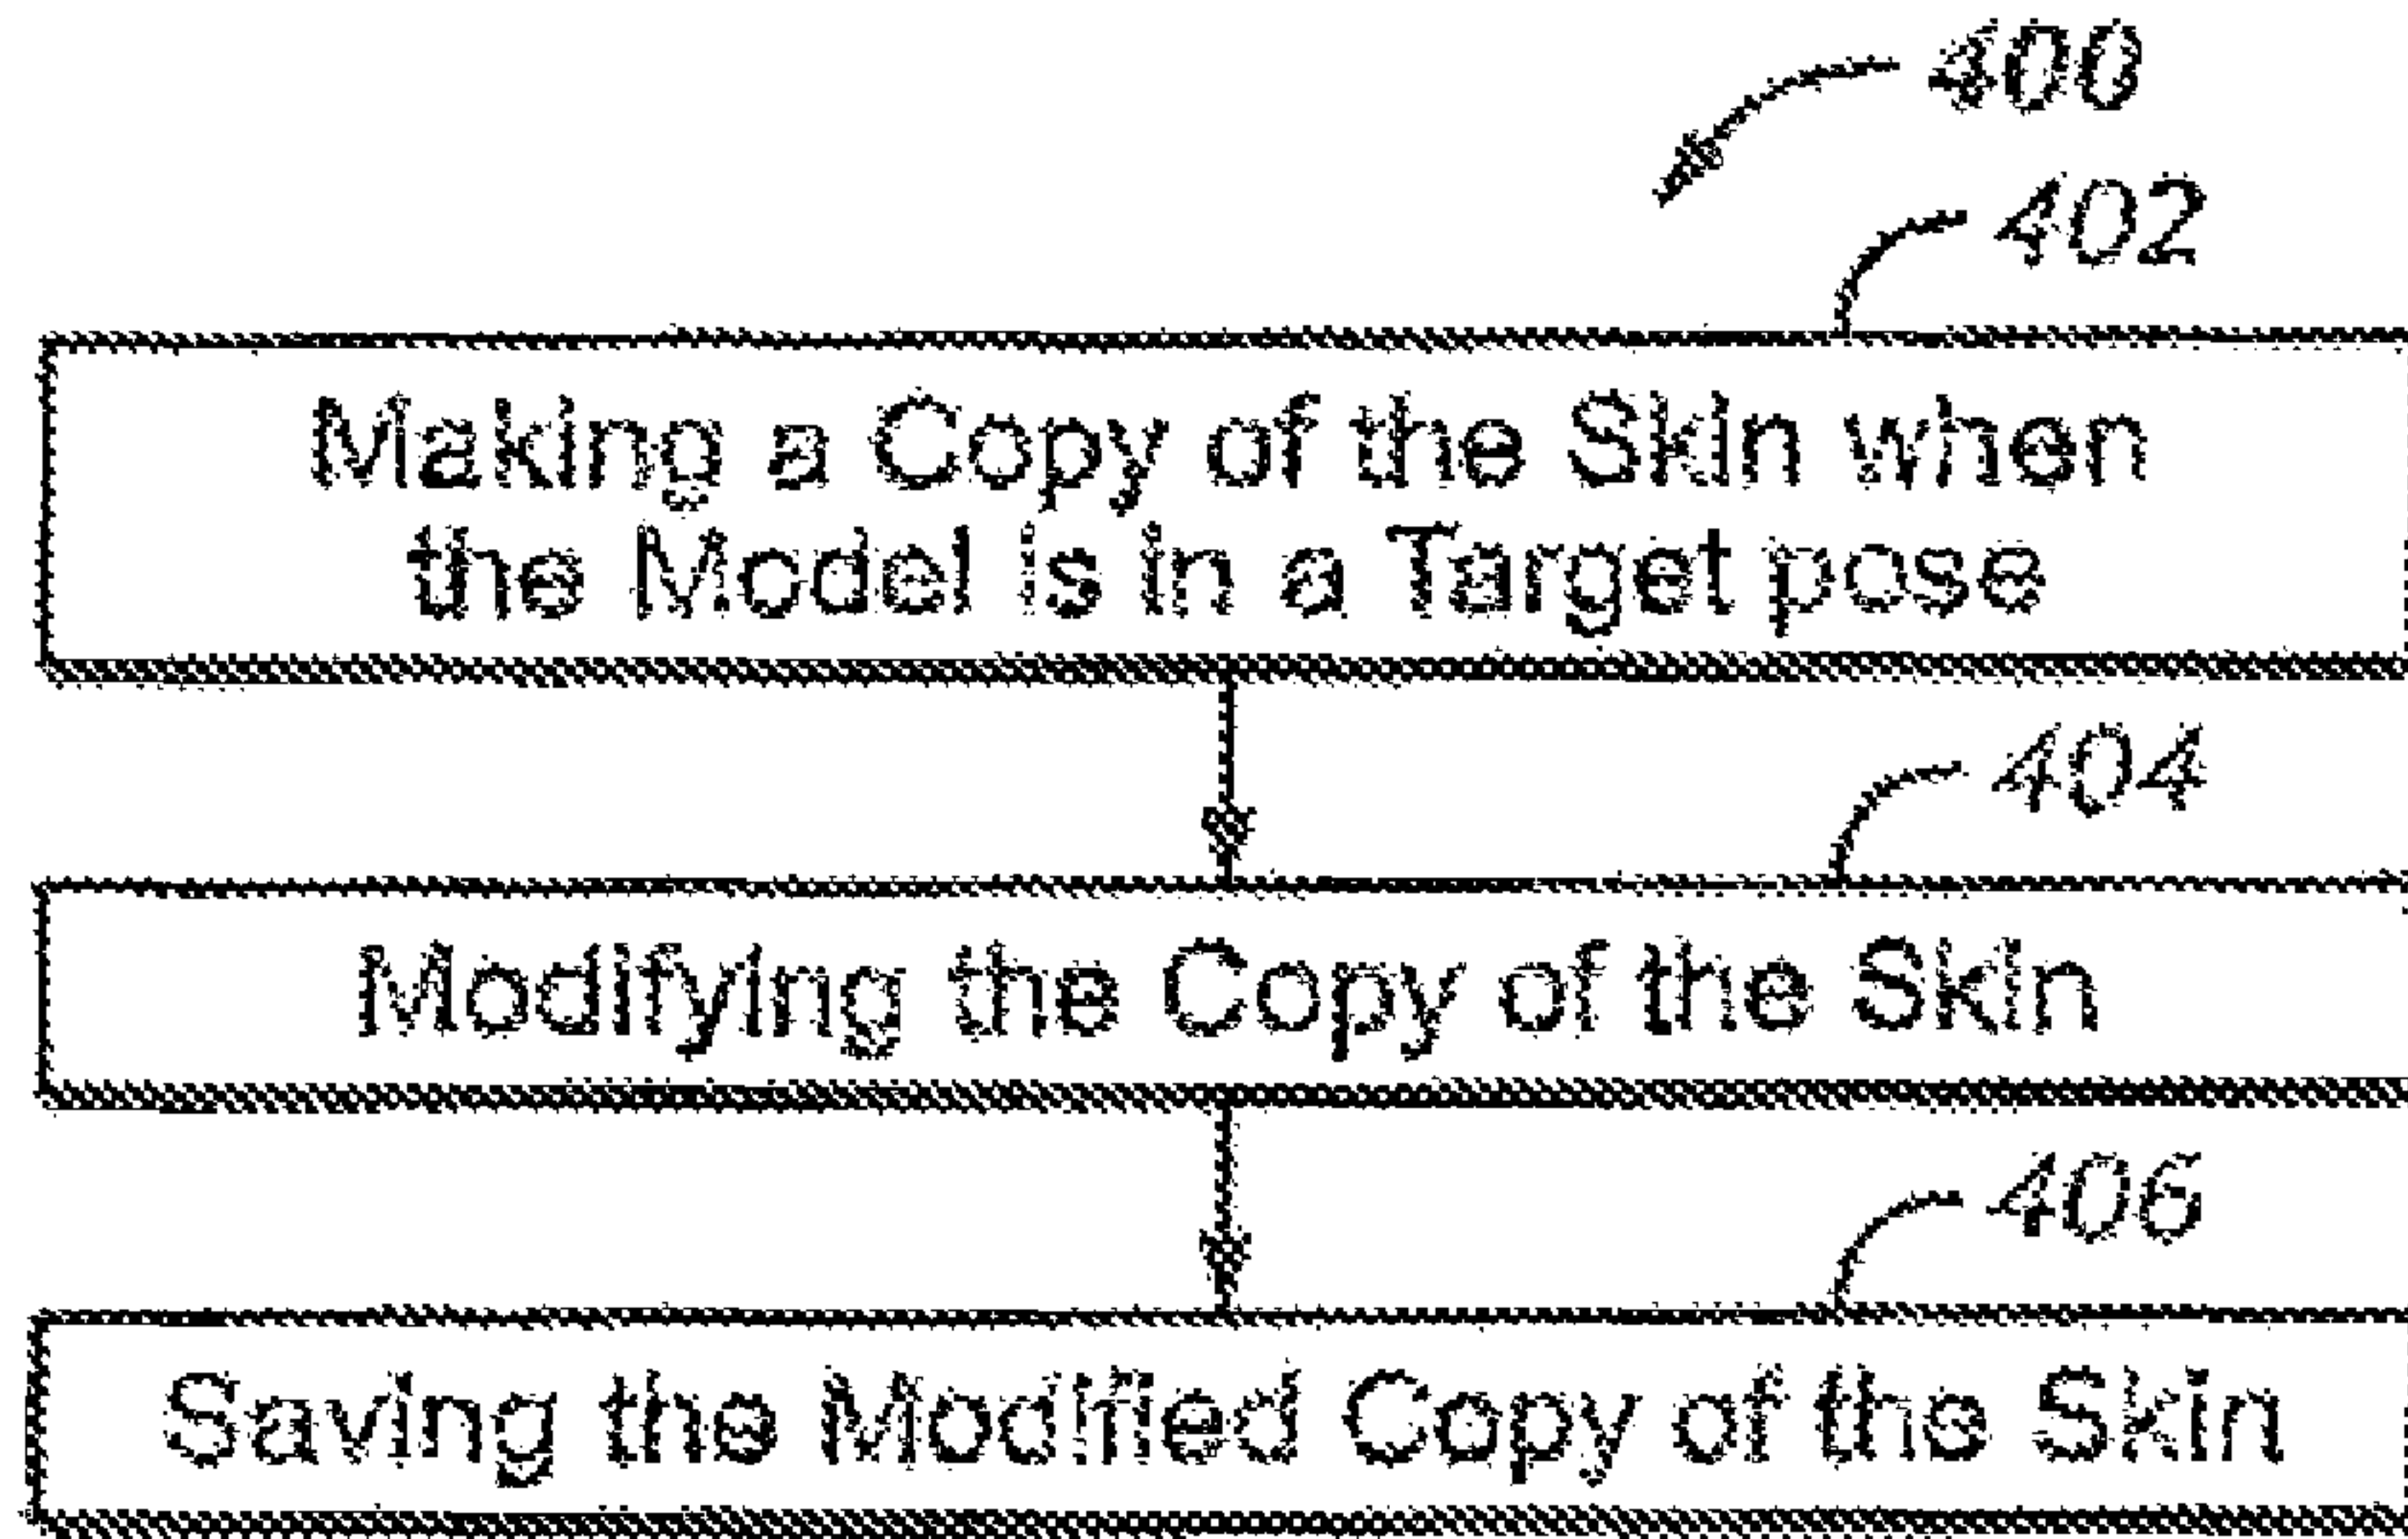 400
402
Making a Copy of the Skin when
the Model is in a Target pose
404
Modifying the Copy of the Skin
406
Saving the Modified Copy of the Skin